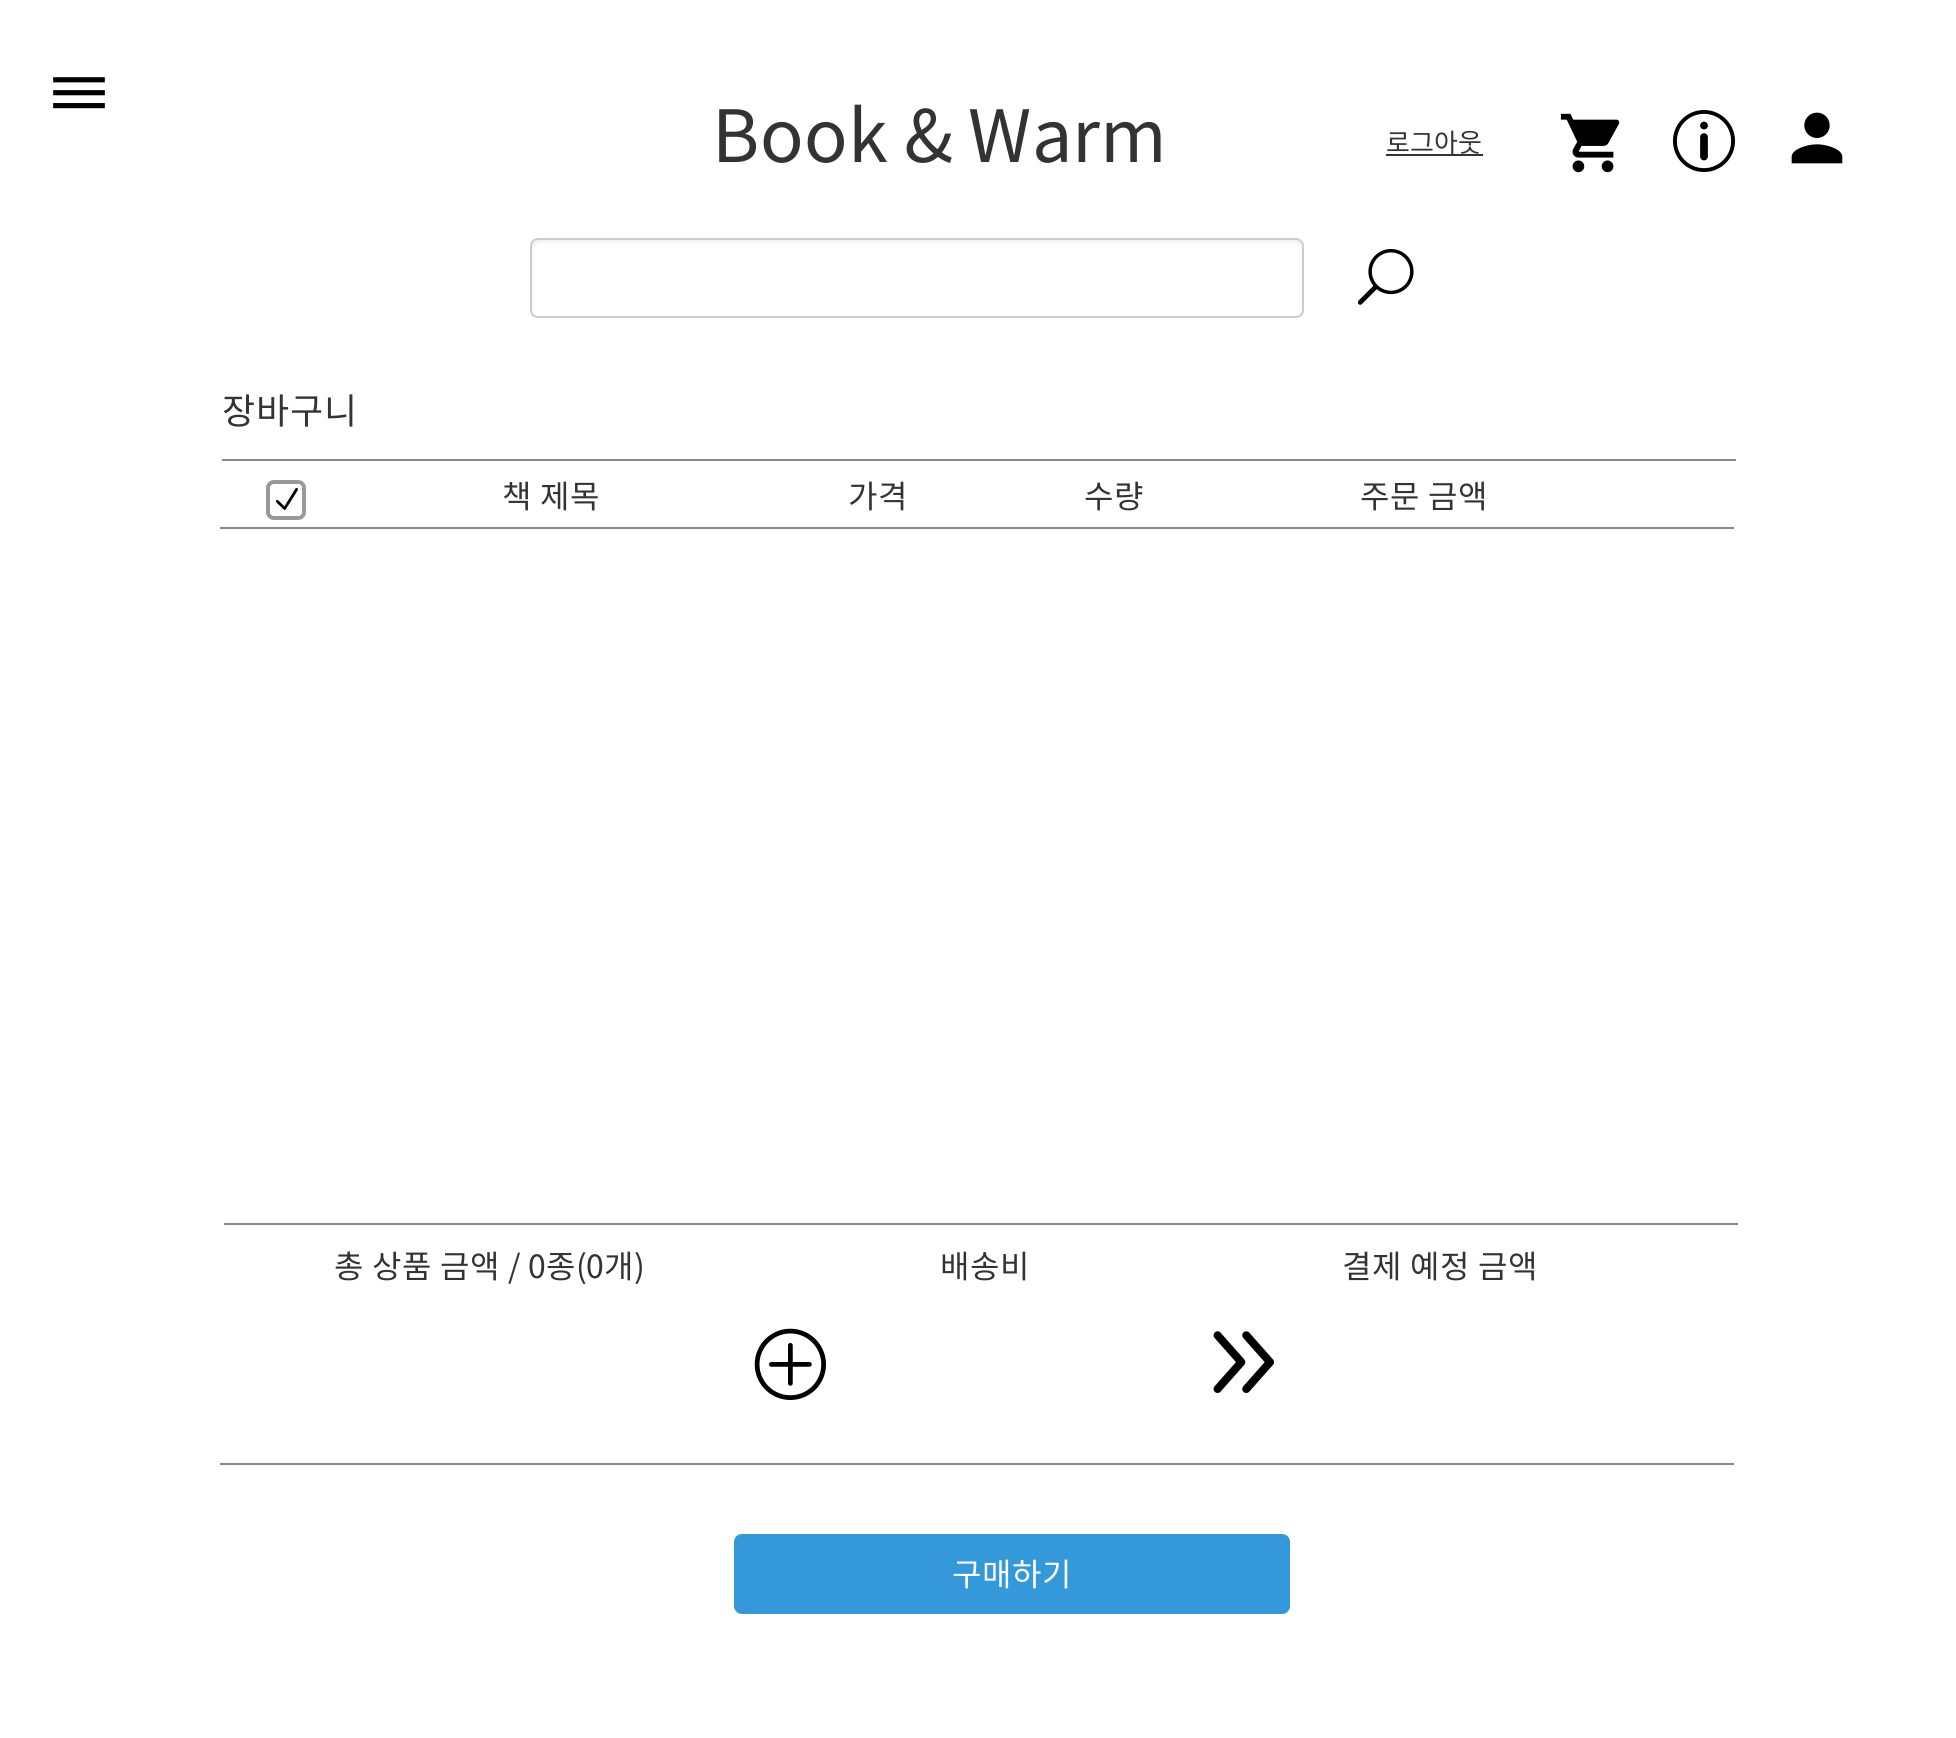 Book & Warm
로그아웃
장바구니
책 제목 가격 수량 주문 금액
총 상품 금액 / 0종(0개) 배송비 결제 예정 금액
구매하기